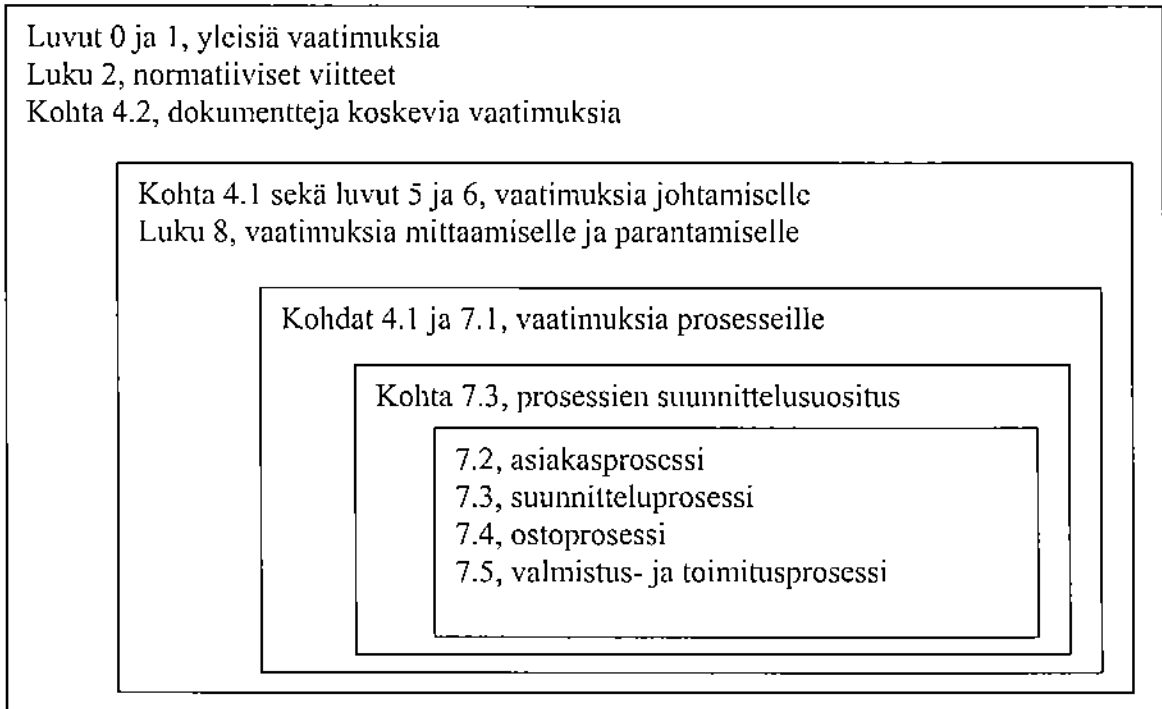 Luvut 0 ja 1, yleisiä vaatimuksia
Luku 2, normatiiviset viitteet
Kohta 4.2, dokumentteja koskevia vaatimuksia
Kohta 4.1 sekä luvut 5 ja 6, vaatimuksia johtamiselle
Luku 8, vaatimuksia mittaamiselle ja parantamiselle
Kohdat 4.1 ja 7.1, vaatimuksia prosesseille
Kohta 7.3, prosessien suunnittelusuositus
7.2, asiakasprosessi
7.3, suunnitteluprosessi
7.4, ostoprosessi
7.5, valmistus- ja toimitusprosessi